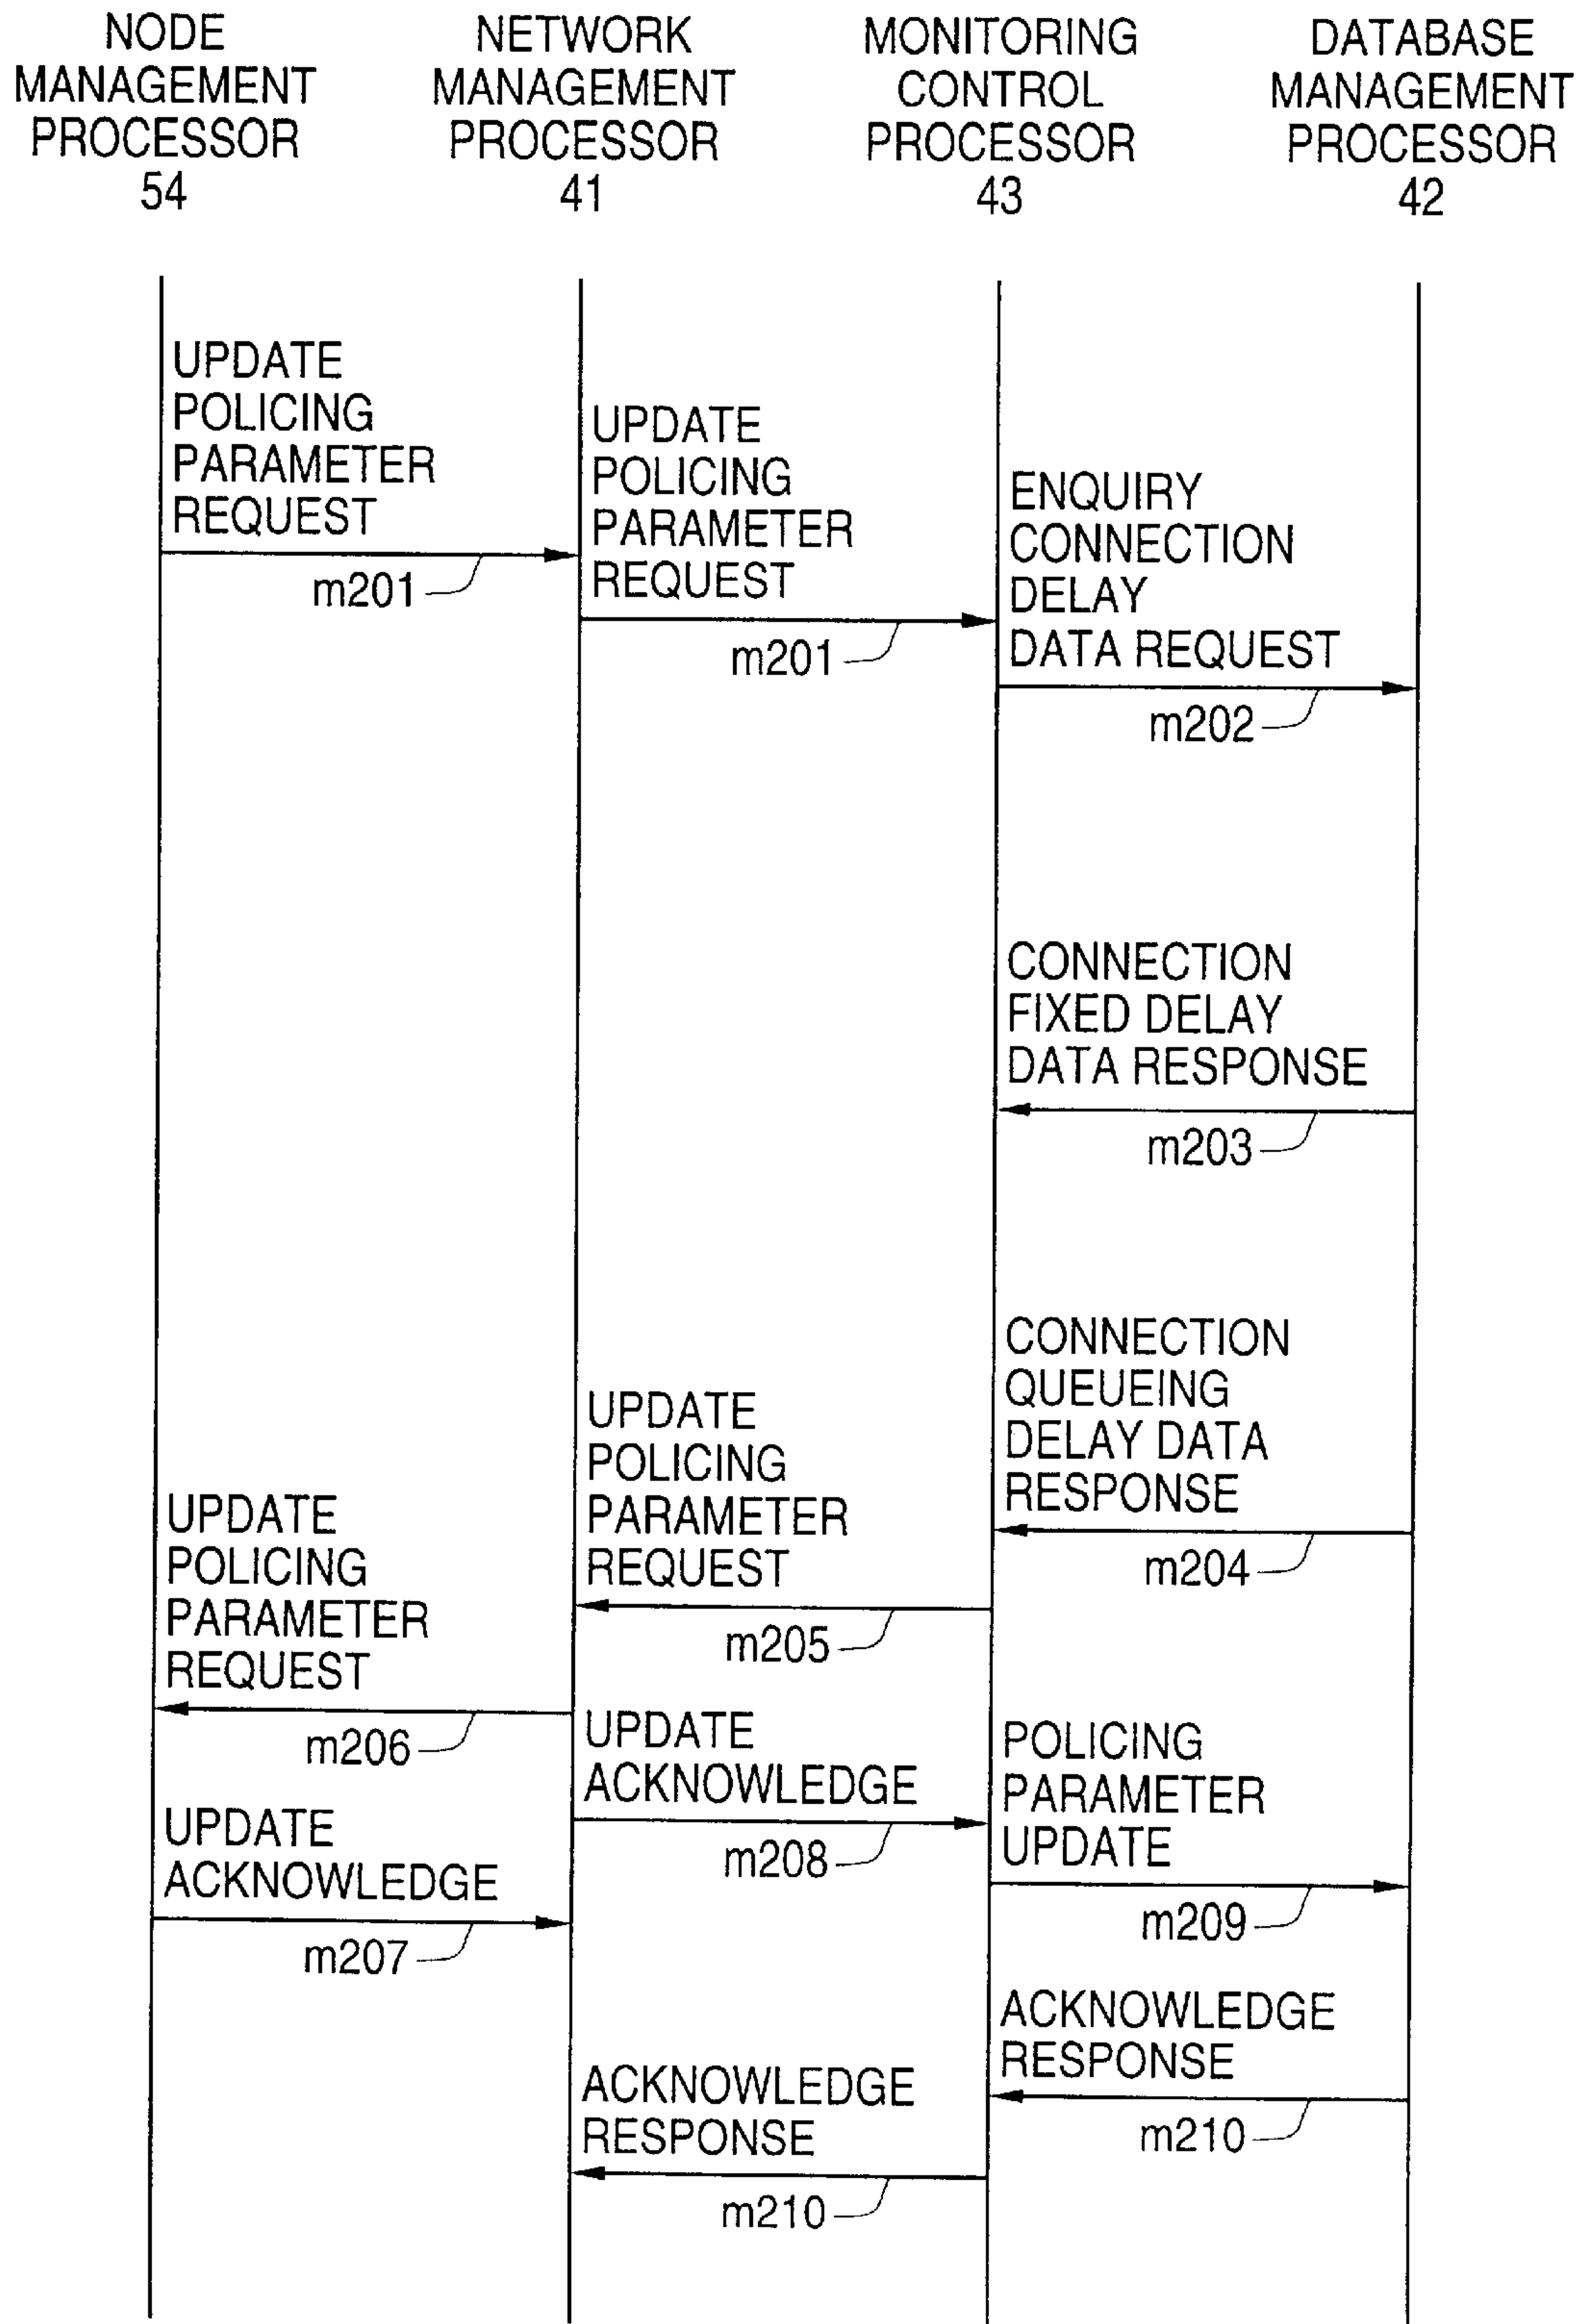 NODE
MANAGEMENT
PROCESSOR
54
NETWORK
MANAGEMENT
PROCESSOR
41
MONITORING
CONTROL
PROCESSOR
43
DATABASE
MANAGEMENT
PROCESSOR
42
UPDATE
POLICING
PARAMETER
REQUEST
m201
UPDATE
POLICING
PARAMETER
REQUEST
m201
ENQUIRY
CONNECTION
DELAY
DATA REQUEST
m202
CONNECTION
FIXED DELAY
DATA RESPONSE
m203
CONNECTION
QUEUEING
DELAY DATA
RESPONSE
m204
UPDATE
POLICING
PARAMETER
REQUEST
m205
UPDATE
POLICING
PARAMETER
REQUEST
m206
UPDATE
ACKNOWLEDGE
m208
POLICING
PARAMETER
UPDATE
m209
UPDATE
ACKNOWLEDGE
m207
ACKNOWLEDGE
RESPONSE
m210
ACKNOWLEDGE
RESPONSE
m210